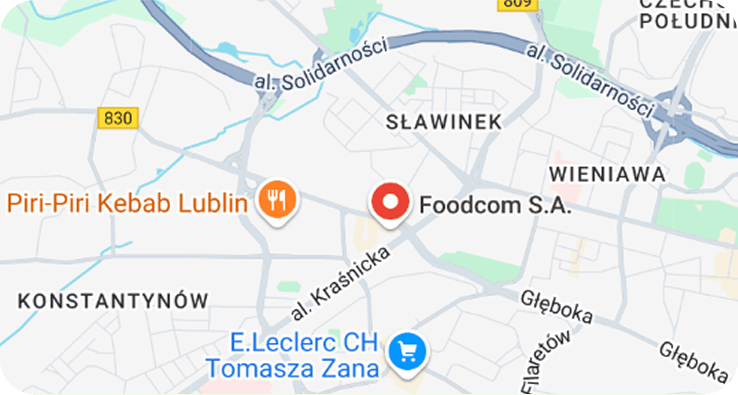 809
CZECH
POŁUDNI
al. Solidarności
al. Solidarności
830
SŁAWINEK
WIENIAWA
Piri-Piri Kebab Lublin
Foodcom S.A.
al. Kraśnicka
KONSTANTYNÓW
Głęboka
E.Leclerc CH
Tomasza Zana
Filaretów
Głęboka